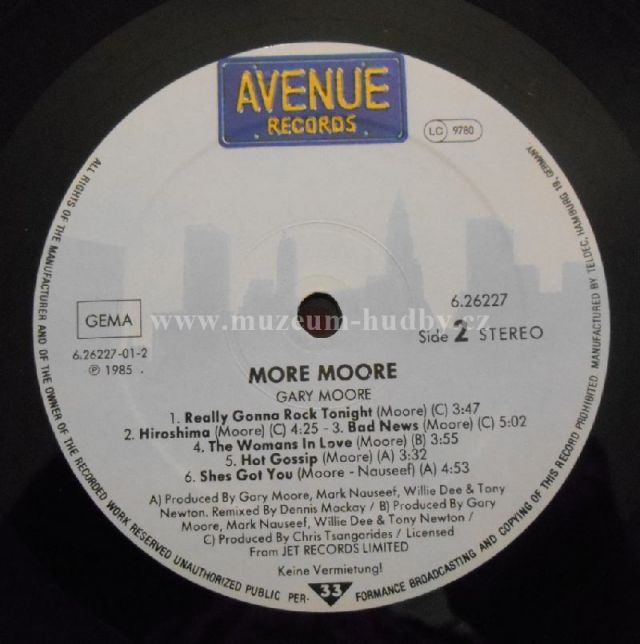 AVENUE
RECORDS
LC 9780
GEMA
6.26227-01-2
℗ 1985 .
6.26227
Side 2 STEREO
www.muzeum-hudby.cz
MORE MOORE
GARY MOORE
1. Really Gonna Rock Tonight (Moore) (C) 3:47
2. Hiroshima (Moore) (C) 4:25 - 3. Bad News (Moore) (C) 5:02
4. The Womans In Love (Moore) (B) 3:55
5. Hot Gossip (Moore) (A) 3:32
6. Shes Got You (Moore - Nauseef) (A) 4:53
A) Produced By Gary Moore, Mark Nauseef, Willie Dee & Tony
Newton. Remixed By Dennis Mackay / B) Produced By Gary
Moore, Mark Nauseef, Willie Dee & Tony Newton /
C) Produced By Chris Tsangarides / Licensed
From JET RECORDS LIMITED
Keine Vermietung!
33
ALL RIGHTS OF THE MANUFACTURER AND OF THE OWNER OF THE RECORDED WORK RESERVED UNAUTHORIZED PUBLIC PER- FORMANCE BROADCASTING AND COPYING OF THIS RECORD PROHIBITED MANUFACTURED BY TELDEC, HAMBURG 19, GERMANY